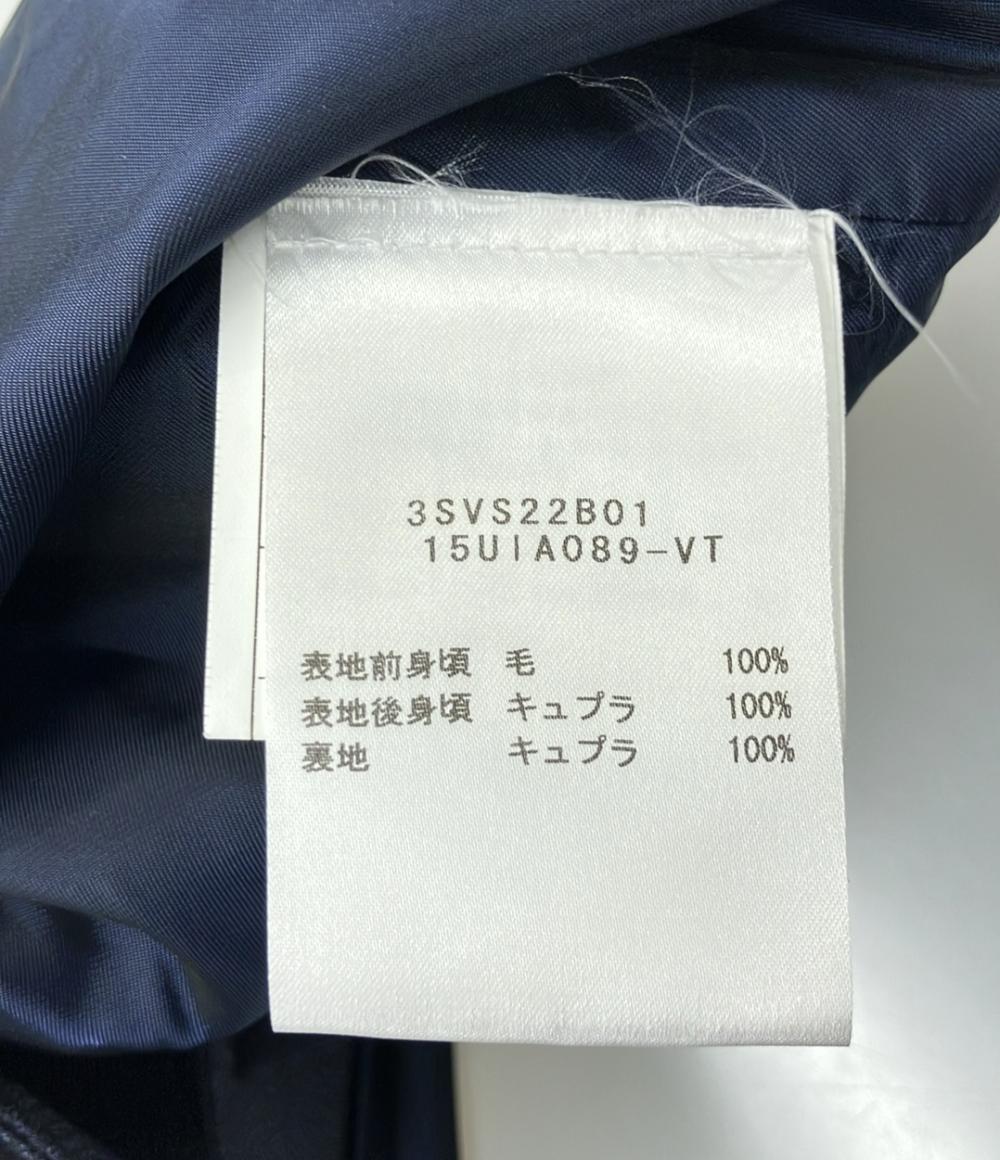 3SVS22B01
15UIA089-VT
表地前身頃 毛 100%
表地後身頃 キュプラ 100%
裏地 キュプラ 100%